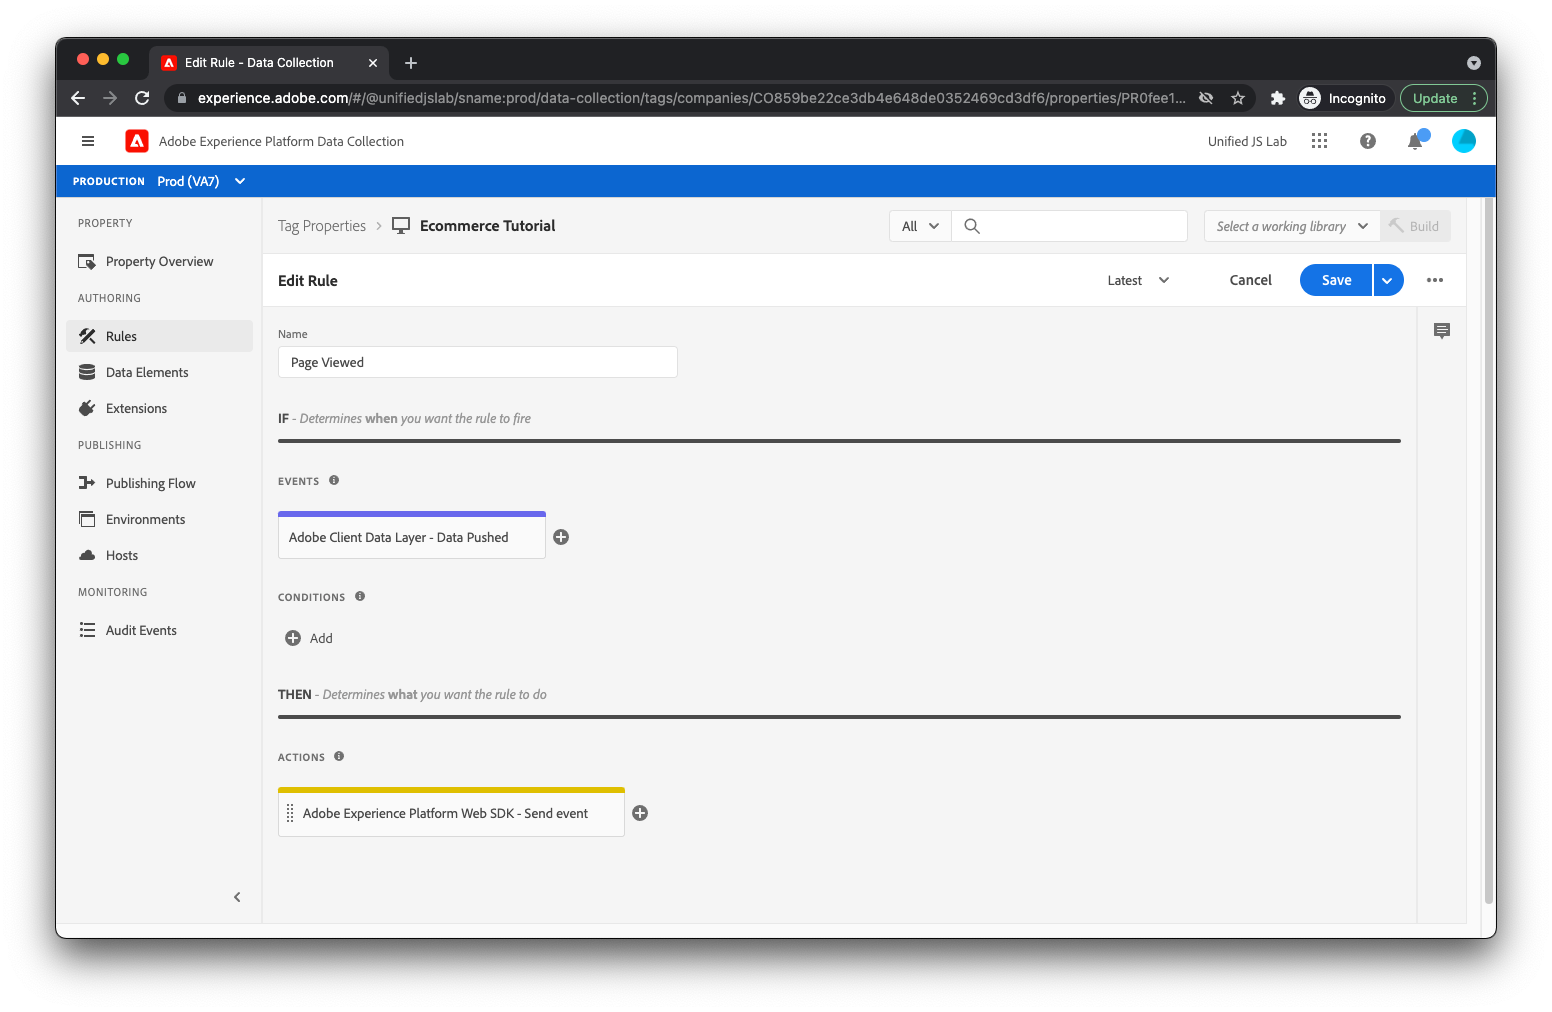 Edit Rule - Data Collection
experience.adobe.com/#/@unifiedjslab/sname:prod/data-collection/tags/companies/CO859be22ce3db4e648de0352469cd3df6/properties/PR0fee1...
Incognito
Update
Adobe Experience Platform Data Collection
Unified JS Lab
PRODUCTION Prod (VA7)
PROPERTY
Property Overview
AUTHORING
Rules
Data Elements
Extensions
PUBLISHING
Publishing Flow
Environments
Hosts
MONITORING
Audit Events
Tag Properties > Ecommerce Tutorial
All
Select a working library
Build
Edit Rule
Latest
Cancel
Save
Name
Page Viewed
IF - Determines when you want the rule to fire
EVENTS
Adobe Client Data Layer - Data Pushed
CONDITIONS
Add
THEN - Determines what you want the rule to do
ACTIONS
Adobe Experience Platform Web SDK - Send event